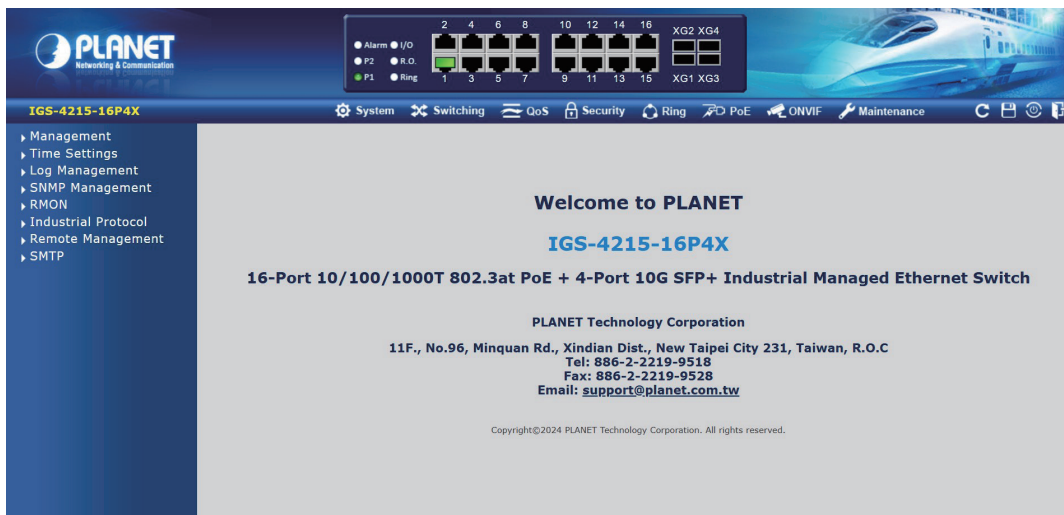 PLANET
Networking & Communication
2 4 6 8 10 12 14 16 XG2 XG4
Alarm I/O
P2 R.O.
P1 Ring
1 3 5 7 9 11 13 15 XG1 XG3
IGS-4215-16P4X
System Switching QoS Security Ring PoE ONVIF Maintenance
Management
Time Settings
Log Management
SNMP Management
RMON
Industrial Protocol
Remote Management
SMTP
Welcome to PLANET
IGS-4215-16P4X
16-Port 10/100/1000T 802.3at PoE + 4-Port 10G SFP+ Industrial Managed Ethernet Switch
PLANET Technology Corporation
11F., No.96, Minquan Rd., Xindian Dist., New Taipei City 231, Taiwan, R.O.C
Tel: 886-2-2219-9518
Fax: 886-2-2219-9528
Email: support@planet.com.tw
Copyright©2024 PLANET Technology Corporation. All rights reserved.